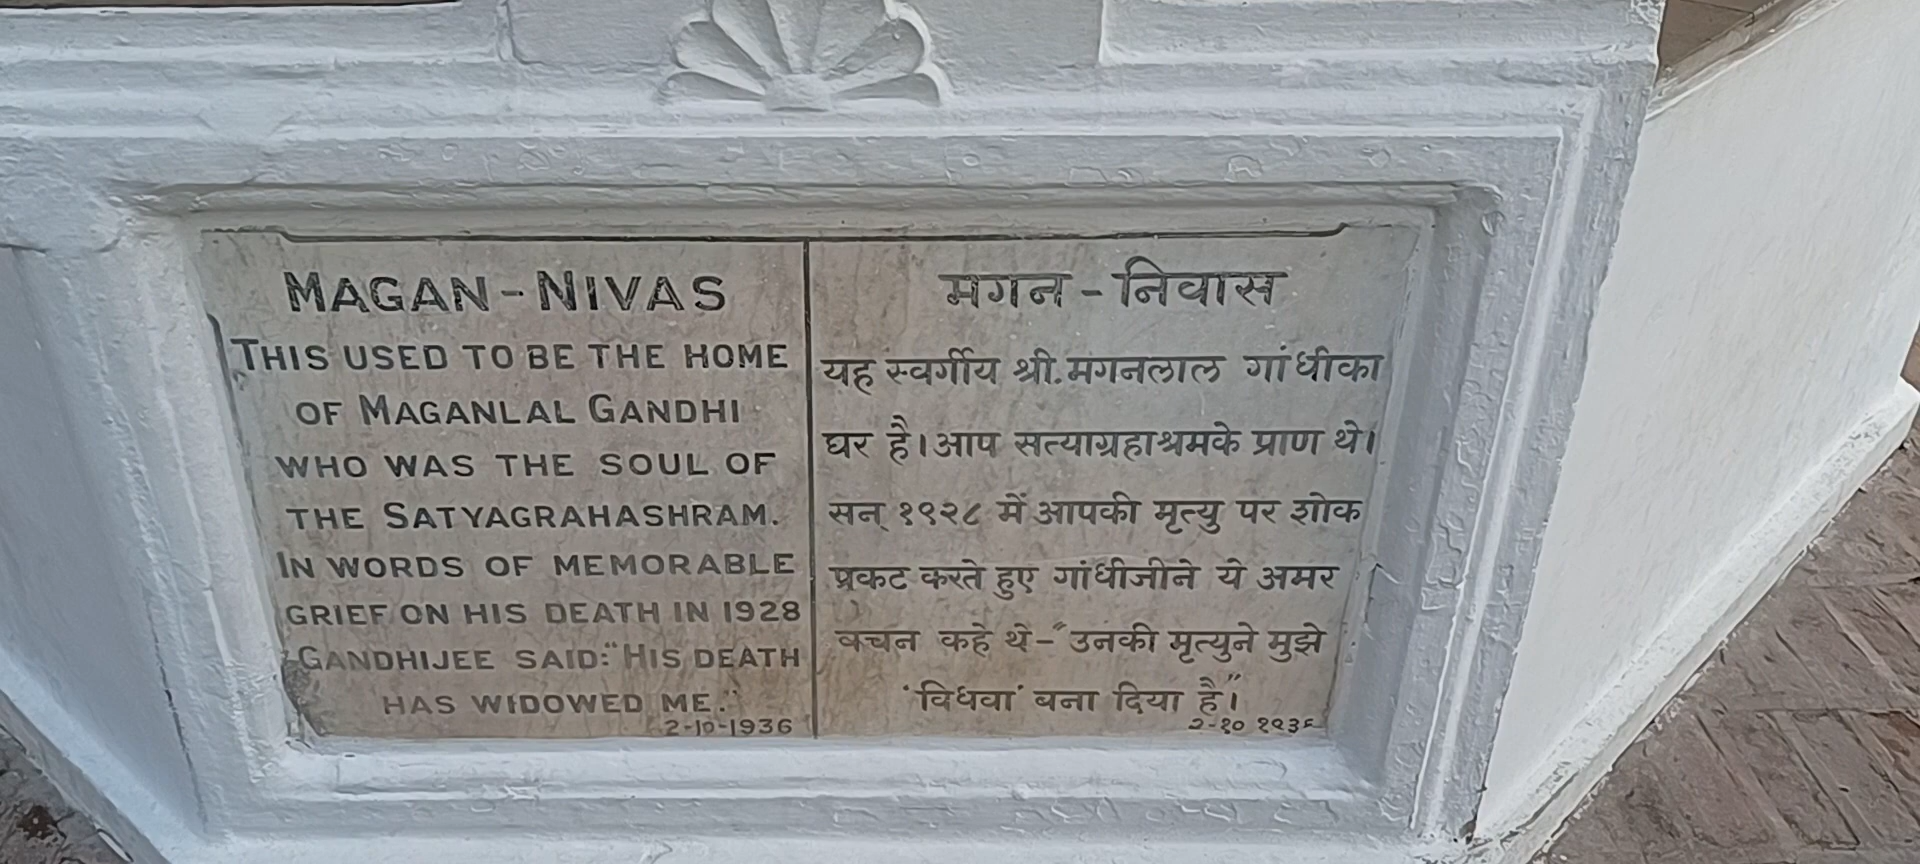 MAGAN-NIVAS
THIS USED TO BE THE HOME
OF MAGANLAL GANDHI
WHO WAS THE SOUL OF
THE SATYAGRAHASHRAM.
IN WORDS OF MEMORABLE
GRIEF ON HIS DEATH IN 1928
GANDHIJEE SAID:"HIS DEATH
HAS WIDOWED ME."
2-10-1936
मगन-निवास
यह स्वर्गीय श्री.मगनलाल गांधीका
घर है।आप सत्याग्रहाश्रमके प्राण थे।
सन् १९२८ में आपकी मृत्यु पर शोक
प्रकट करते हुए गांधीजीने ये अमर
वचन कहे थे-"उनकी मृत्युने मुझे
'विधवा' बना दिया है।"
२-१० १९३६